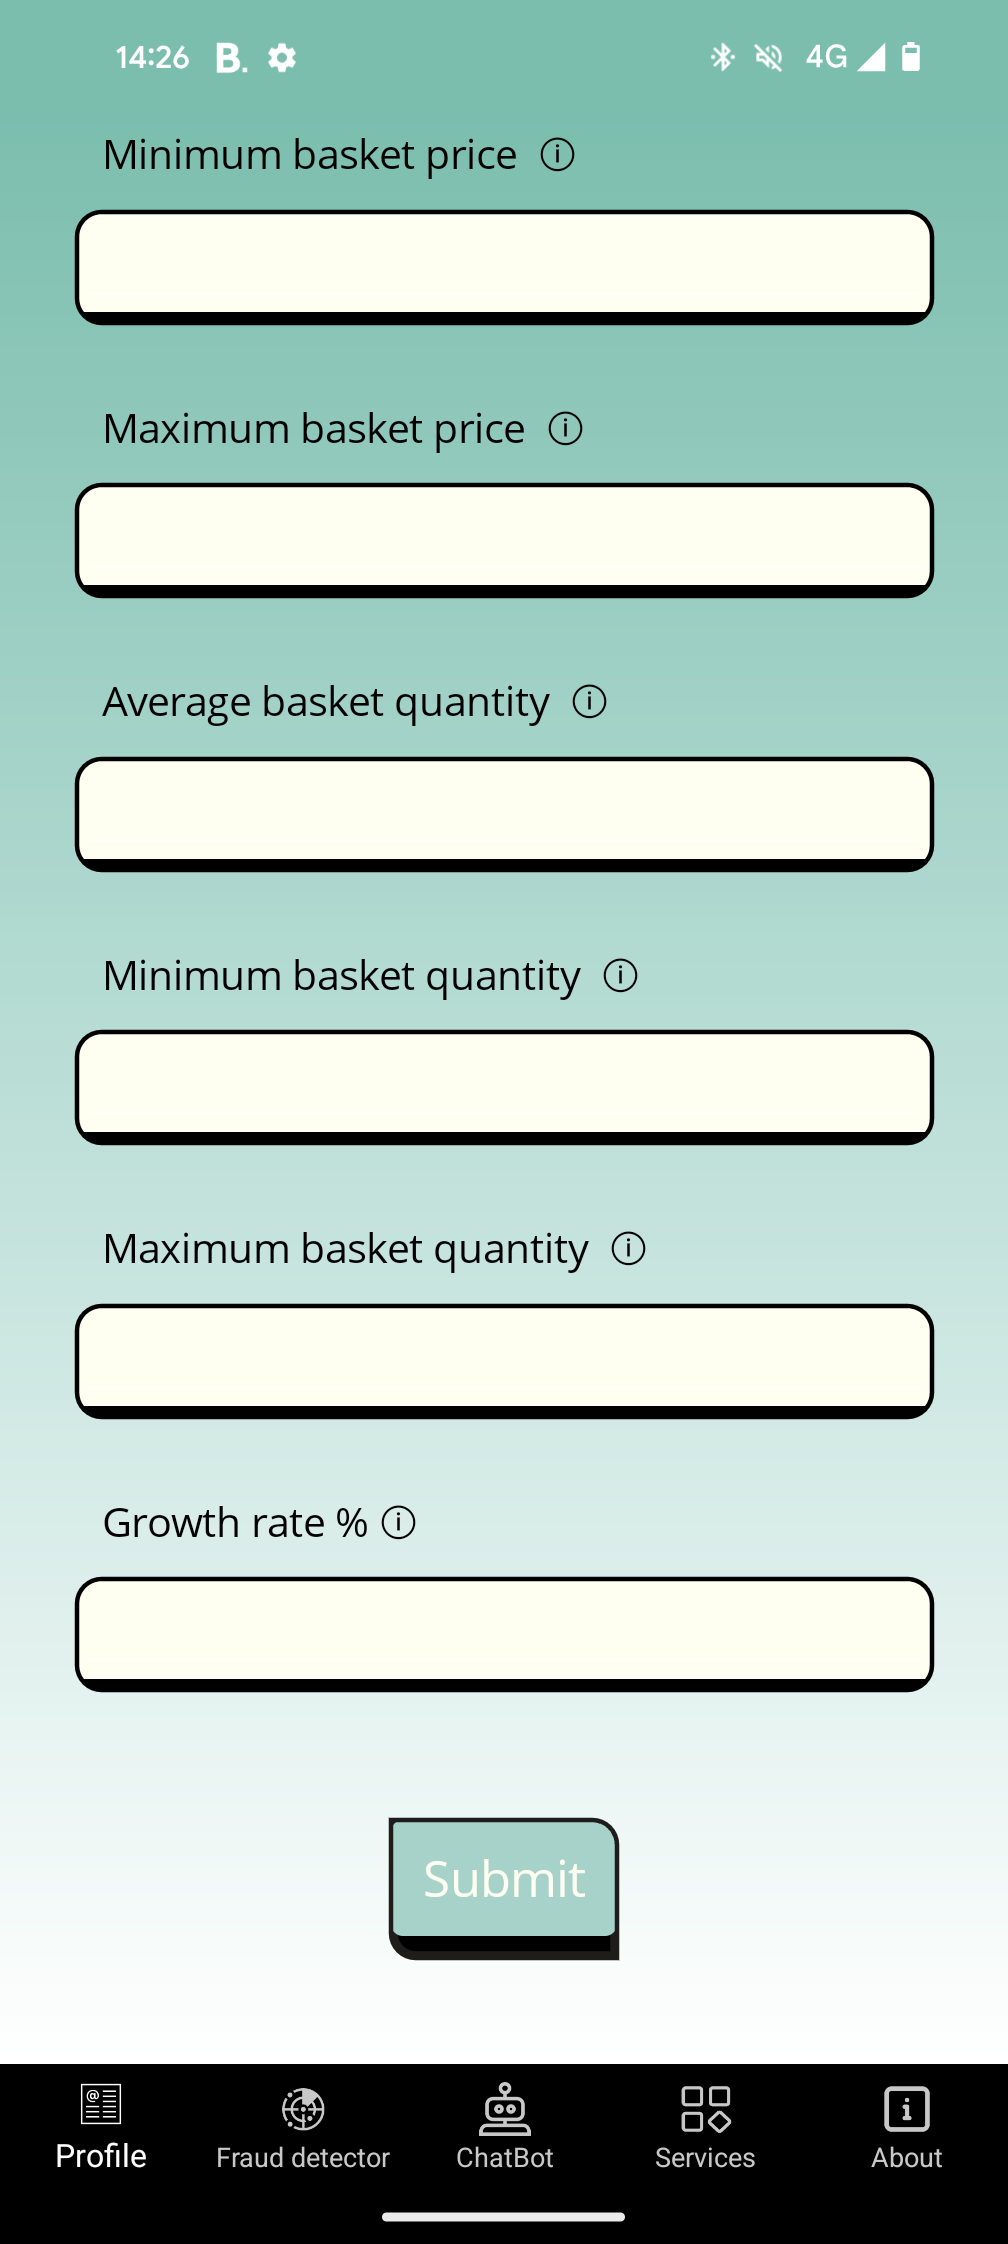 14:26 B. 4G
Minimum basket price
Maximum basket price
Average basket quantity
Minimum basket quantity
Maximum basket quantity
Growth rate %
Submit
Profile Fraud detector ChatBot Services About